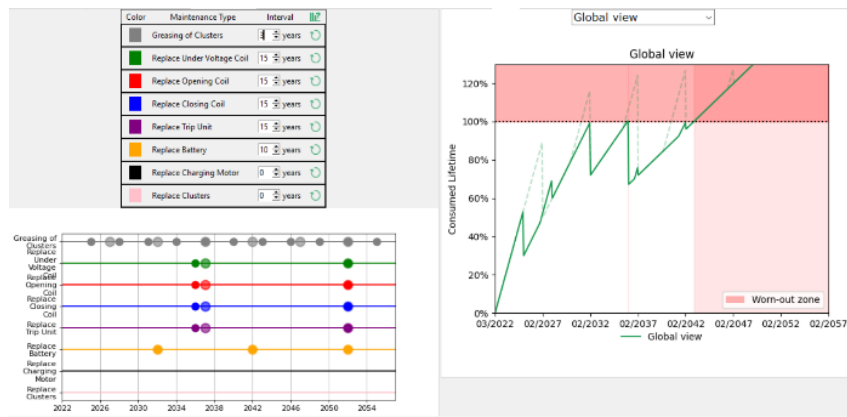 Color Maintenance Type Interval
Greasing of Clusters years
Replace Under Voltage Coil 15 years
Replace Opening Coil 15 years
Replace Closing Coil 15 years
Replace Trip Unit 15 years
Replace Battery 10 years
Replace Charging Motor 0 years
Replace Clusters 0 years
Greasing of
Clusters
Replace
Under
Voltage
Coil
Replace
Opening
Coil
Replace
Closing
Coil
Replace
Trip Unit
Replace
Battery
Replace
Charging
Motor
Replace
Clusters
2022 2026 2030 2034 2038 2042 2046 2050 2054
Global view
Global view
Consumed Lifetime
120%
100%
80%
60%
40%
20%
0%
Worn-out zone
03/2022 02/2027 02/2032 02/2037 02/2042 02/2047 02/2052 02/2057
Global view